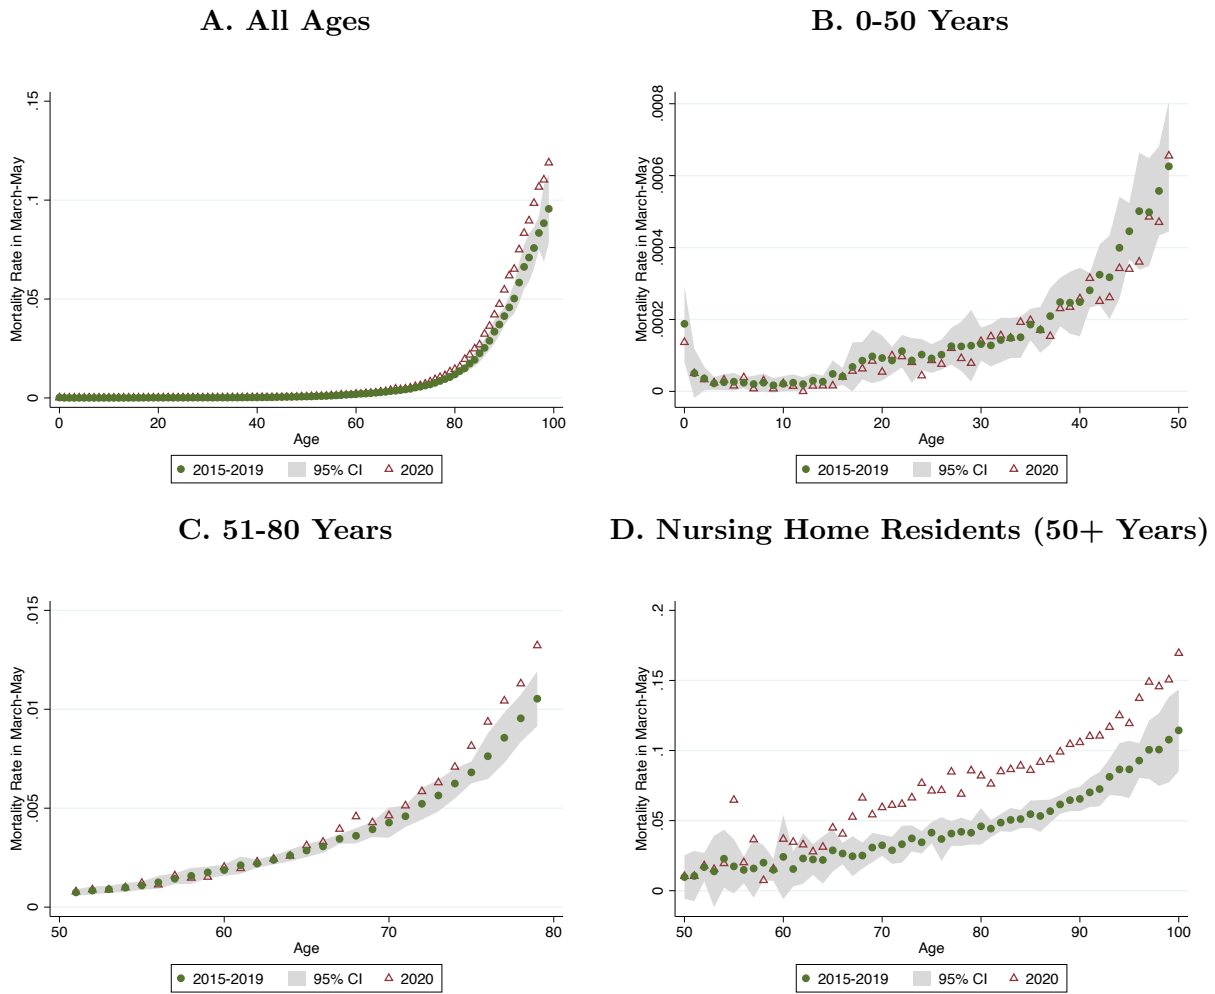 A. All Ages
Mortality Rate in March-May
.15
.1
.05
0
0 20 40 60 80 100
Age
2015-2019 95% CI 2020
B. 0-50 Years
Mortality Rate in March-May
.0008
.0006
.0004
.0002
0
0 10 20 30 40 50
Age
2015-2019 95% CI 2020
C. 51-80 Years
Mortality Rate in March-May
.015
.01
.005
0
50 60 70 80
Age
2015-2019 95% CI 2020
D. Nursing Home Residents (50+ Years)
Mortality Rate in March-May
.2
.15
.1
.05
0
50 60 70 80 90 100
Age
2015-2019 95% CI 2020